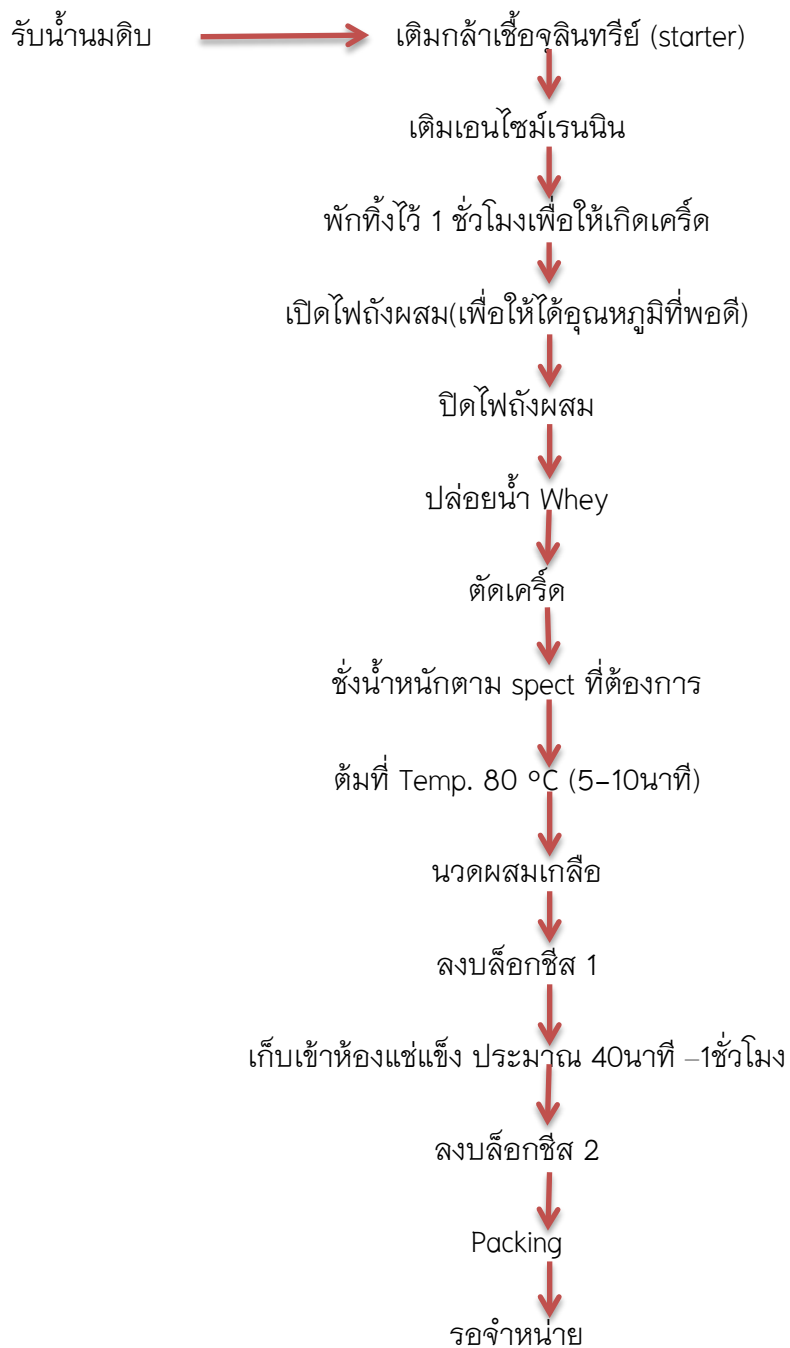 รับน้ำนมดิบ เติมกล้าเชื้อจุลินทรีย์ (starter)
เติมเอนไซม์เรนนิน
พักทิ้งไว้ 1 ชั่วโมงเพื่อให้เกิดเคริ์ด
เปิดไฟถังผสม(เพื่อให้ได้อุณหภูมิที่พอดี)
ปิดไฟถังผสม
ปล่อยน้ำ Whey
ตัดเคริ์ด
ชั่งน้ำหนักตาม spect ที่ต้องการ
ต้มที่ Temp. 80 °C (5–10นาที)
นวดผสมเกลือ
ลงบล็อกชีส 1
เก็บเข้าห้องแช่แข็ง ประมาณ 40นาที –1ชั่วโมง
ลงบล็อกชีส 2
Packing
รอจำหน่าย